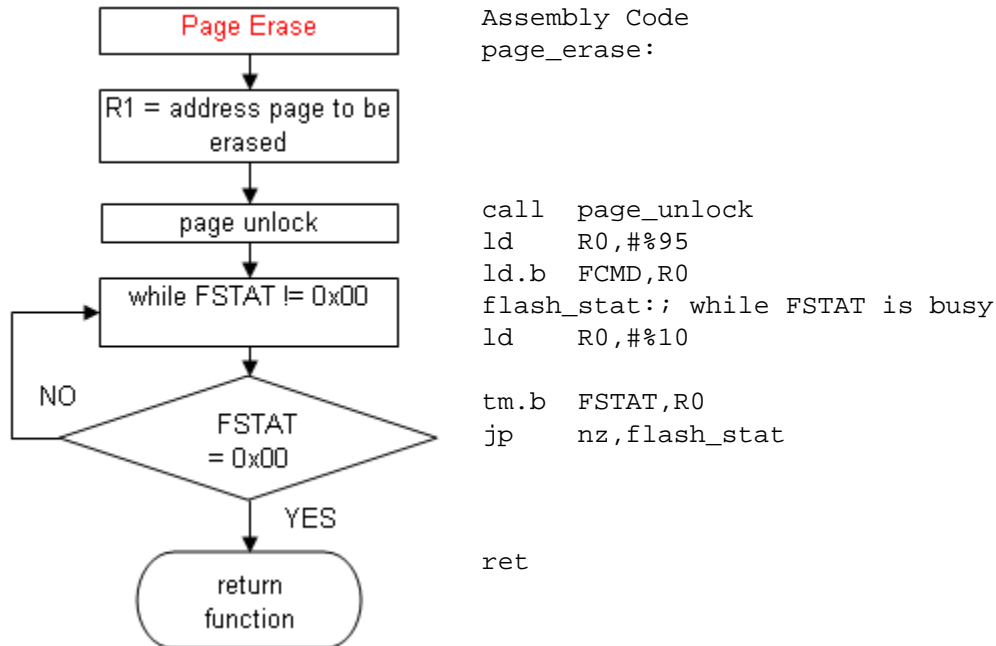 Page Erase
R1 = address page to be
erased
page unlock
while FSTAT != 0x00
NO
FSTAT
= 0x00
YES
return
function
Assembly Code
page_erase:
call page_unlock
ld R0,#%95
ld.b FCMD,R0
flash_stat:; while FSTAT is busy
ld R0,#%10
tm.b FSTAT,R0
jp nz,flash_stat
ret